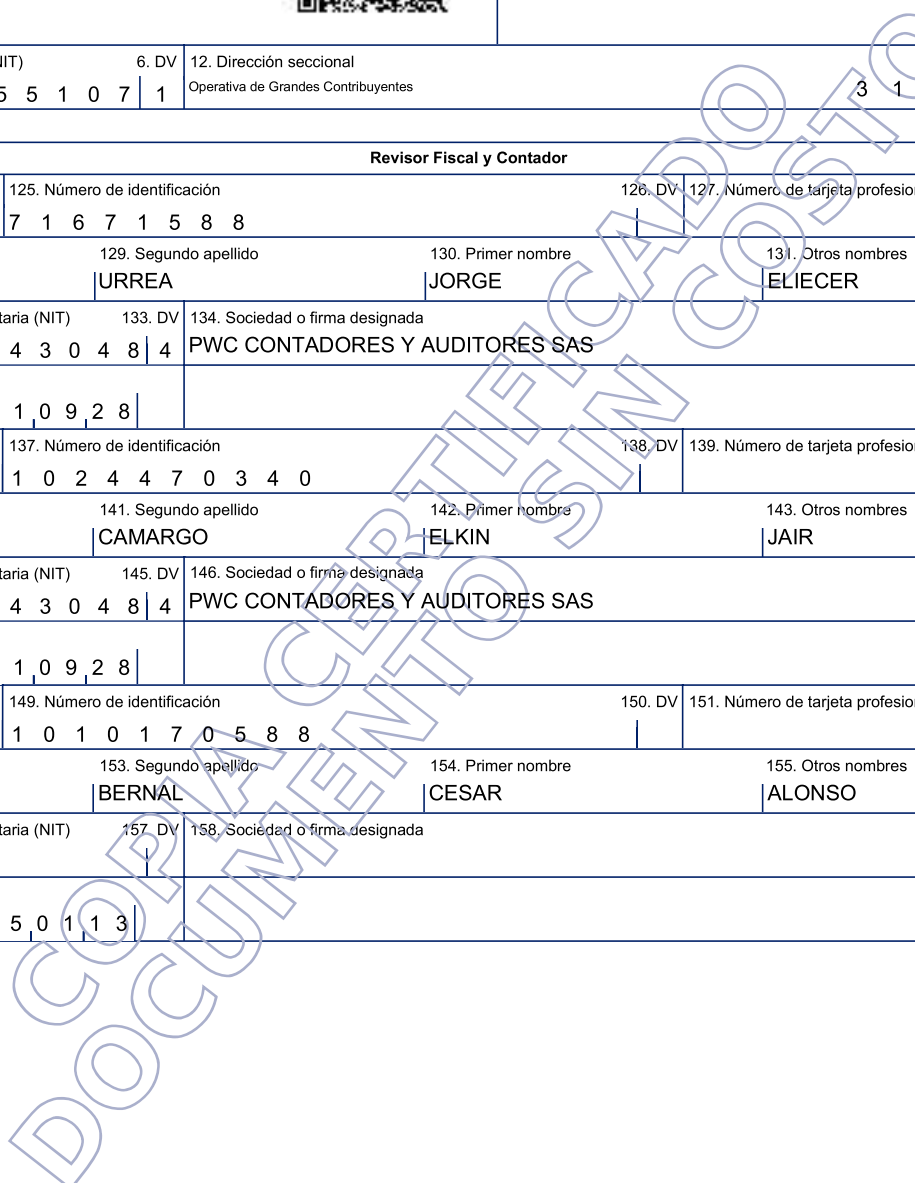 NIT) 6. DV 12. Dirección seccional
5 5 1 0 7 1 Operativa de Grandes Contribuyentes 3 1
Revisor Fiscal y Contador
125. Número de identificación 126. DV 127. Número de tarjeta profesio
7 1 6 7 1 5 8 8
129. Segundo apellido 130. Primer nombre 131. Otros nombres
URREA JORGE ELIECER
taria (NIT) 133. DV 134. Sociedad o firma designada
4 3 0 4 8 4 PWC CONTADORES Y AUDITORES SAS
1 0 9 2 8
137. Número de identificación 138. DV 139. Número de tarjeta profesio
1 0 2 4 4 7 0 3 4 0
141. Segundo apellido 142. Primer nombre 143. Otros nombres
CAMARGO ELKIN JAIR
taria (NIT) 145. DV 146. Sociedad o firma designada
4 3 0 4 8 4 PWC CONTADORES Y AUDITORES SAS
1 0 9 2 8
149. Número de identificación 150. DV 151. Número de tarjeta profesio
1 0 1 0 1 7 0 5 8 8
153. Segundo apellido 154. Primer nombre 155. Otros nombres
BERNAL CESAR ALONSO
taria (NIT) 157. DV 158. Sociedad o firma designada
5 0 1 1 3
COPIA CERTIFICADO
DOCUMENTO SIN COSTO